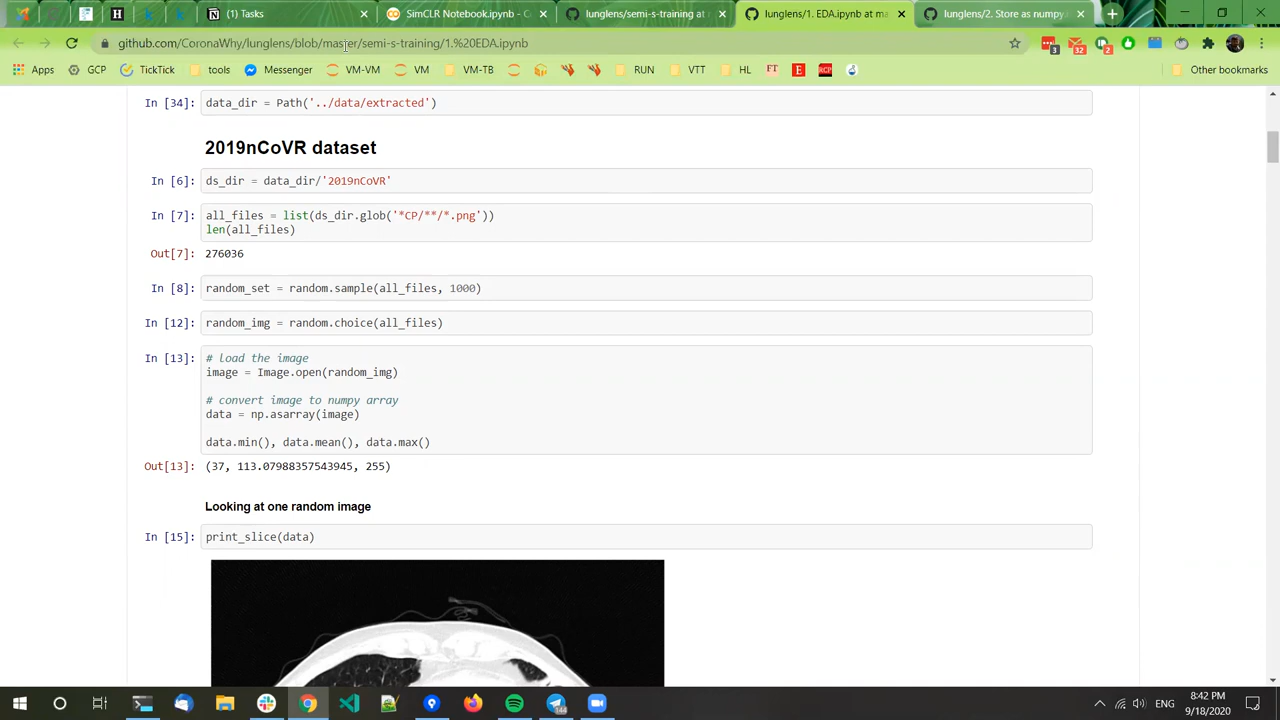 (1) Tasks
SimCLR Notebook.ipynb - C
lunglens/semi-s-training at m
lunglens/1. EDA.ipynb at ma
lunglens/2. Store as numpy.i
github.com/CoronaWhy/lunglens/blob/master/semi-s-training/1.%20EDA.ipynb
Apps
GCP
TickTick
tools
Messenger
VM-VM
VM
VM-TB
RUN
VTT
HL
FT
E
RCP
Other bookmarks
In [34]: data_dir = Path('../data/extracted')
2019nCoVR dataset
In [6]: ds_dir = data_dir/'2019nCoVR'
In [7]: all_files = list(ds_dir.glob('*CP/**/*.png'))
len(all_files)
Out[7]: 276036
In [8]: random_set = random.sample(all_files, 1000)
In [12]: random_img = random.choice(all_files)
In [13]: # load the image
image = Image.open(random_img)
# convert image to numpy array
data = np.asarray(image)
data.min(), data.mean(), data.max()
Out[13]: (37, 113.07988357543945, 255)
Looking at one random image
In [15]: print_slice(data)
ENG
8:42 PM
9/18/2020